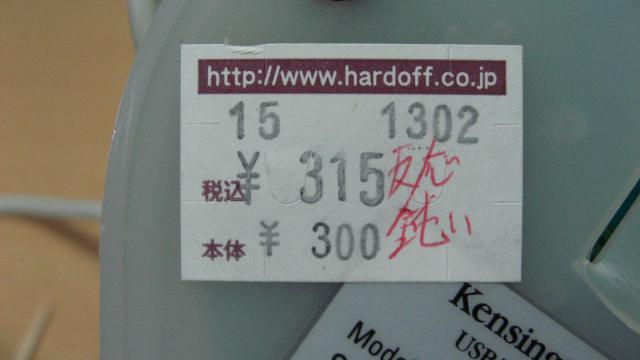 http://www.hardoff.co.jp
15 1302
税込 ¥ 315 反応
本体 ¥ 300 鈍い
Kensing
USB
Mode